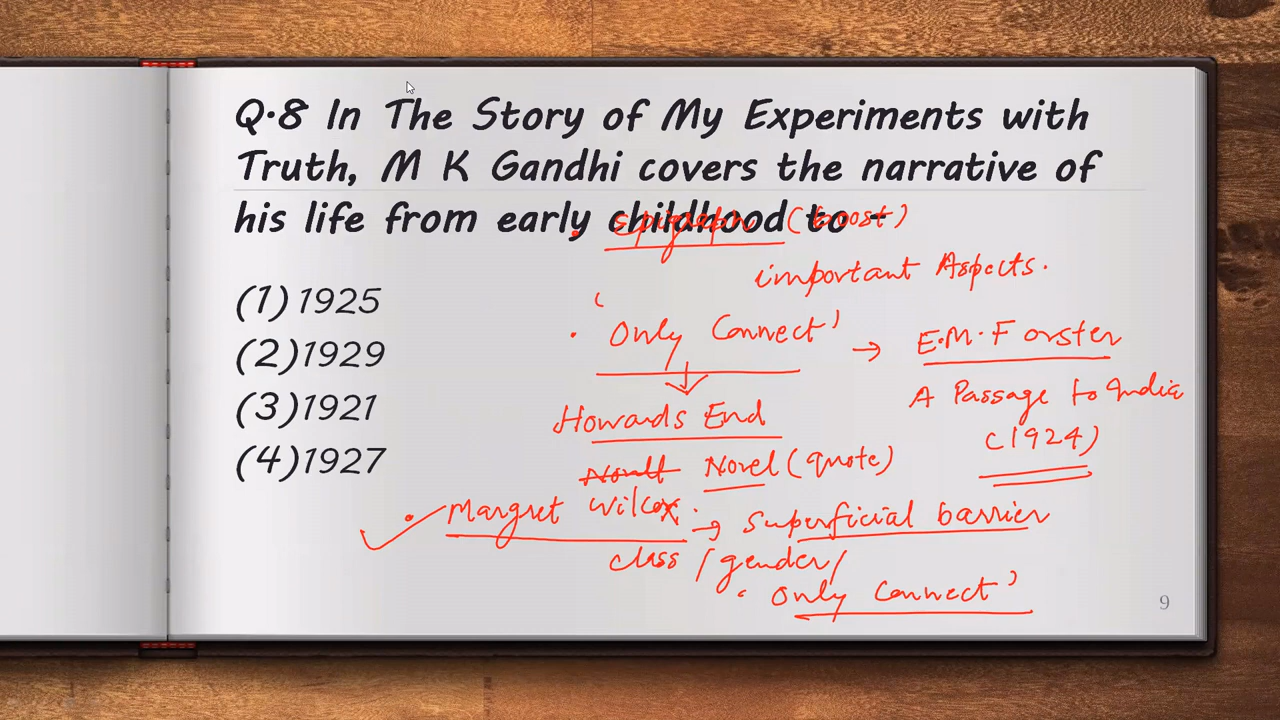 Q.8 In The Story of My Experiments with
Truth, M K Gandhi covers the narrative of
his life from early childhood to -
Epigraph (boost)
important Aspects.
(1) 1925
'Only Connect' → E.M. Forster
(2) 1929
A Passage to India
(3) 1921
Howards End
(1924)
(4) 1927
Novel (quote)
Margret Wilcox. → Superficial barrier
class / gender /
'Only Connect'
9